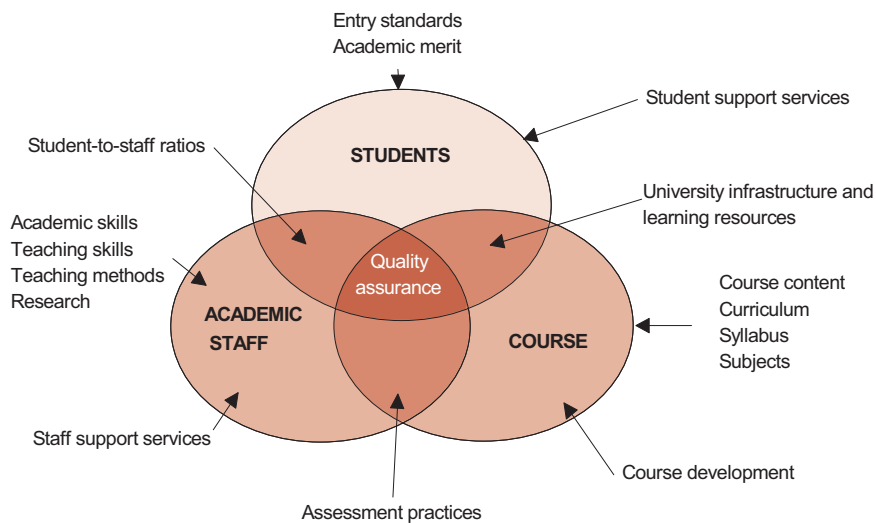 Entry standards
Academic merit
Student support services
Student-to-staff ratios
STUDENTS
University infrastructure and
learning resources
Academic skills
Teaching skills
Teaching methods
Research
Quality
assurance
Course content
Curriculum
Syllabus
Subjects
ACADEMIC
STAFF
COURSE
Staff support services
Course development
Assessment practices